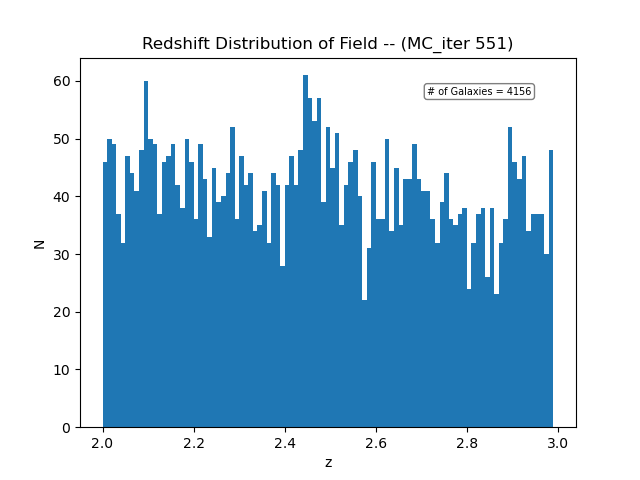 Redshift Distribution of Field -- (MC_iter 551)
# of Galaxies = 4156
N
60
50
40
30
20
10
0
2.0 2.2 2.4 2.6 2.8 3.0
z